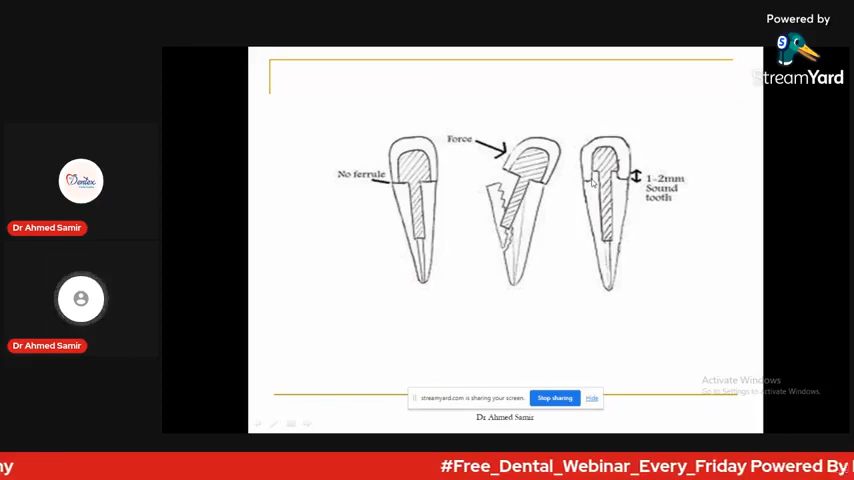 Powered by
S
StreamYard
Dentex
Dr Ahmed Samir
Dr Ahmed Samir
Force
No ferrule
1-2mm
Sound
tooth
Activate Windows
Go to Settings to activate Windows.
streamyard.com is sharing your screen.
Stop sharing
Hide
Dr Ahmed Samir
ny
#Free_Dental_Webinar_Every_Friday Powered By